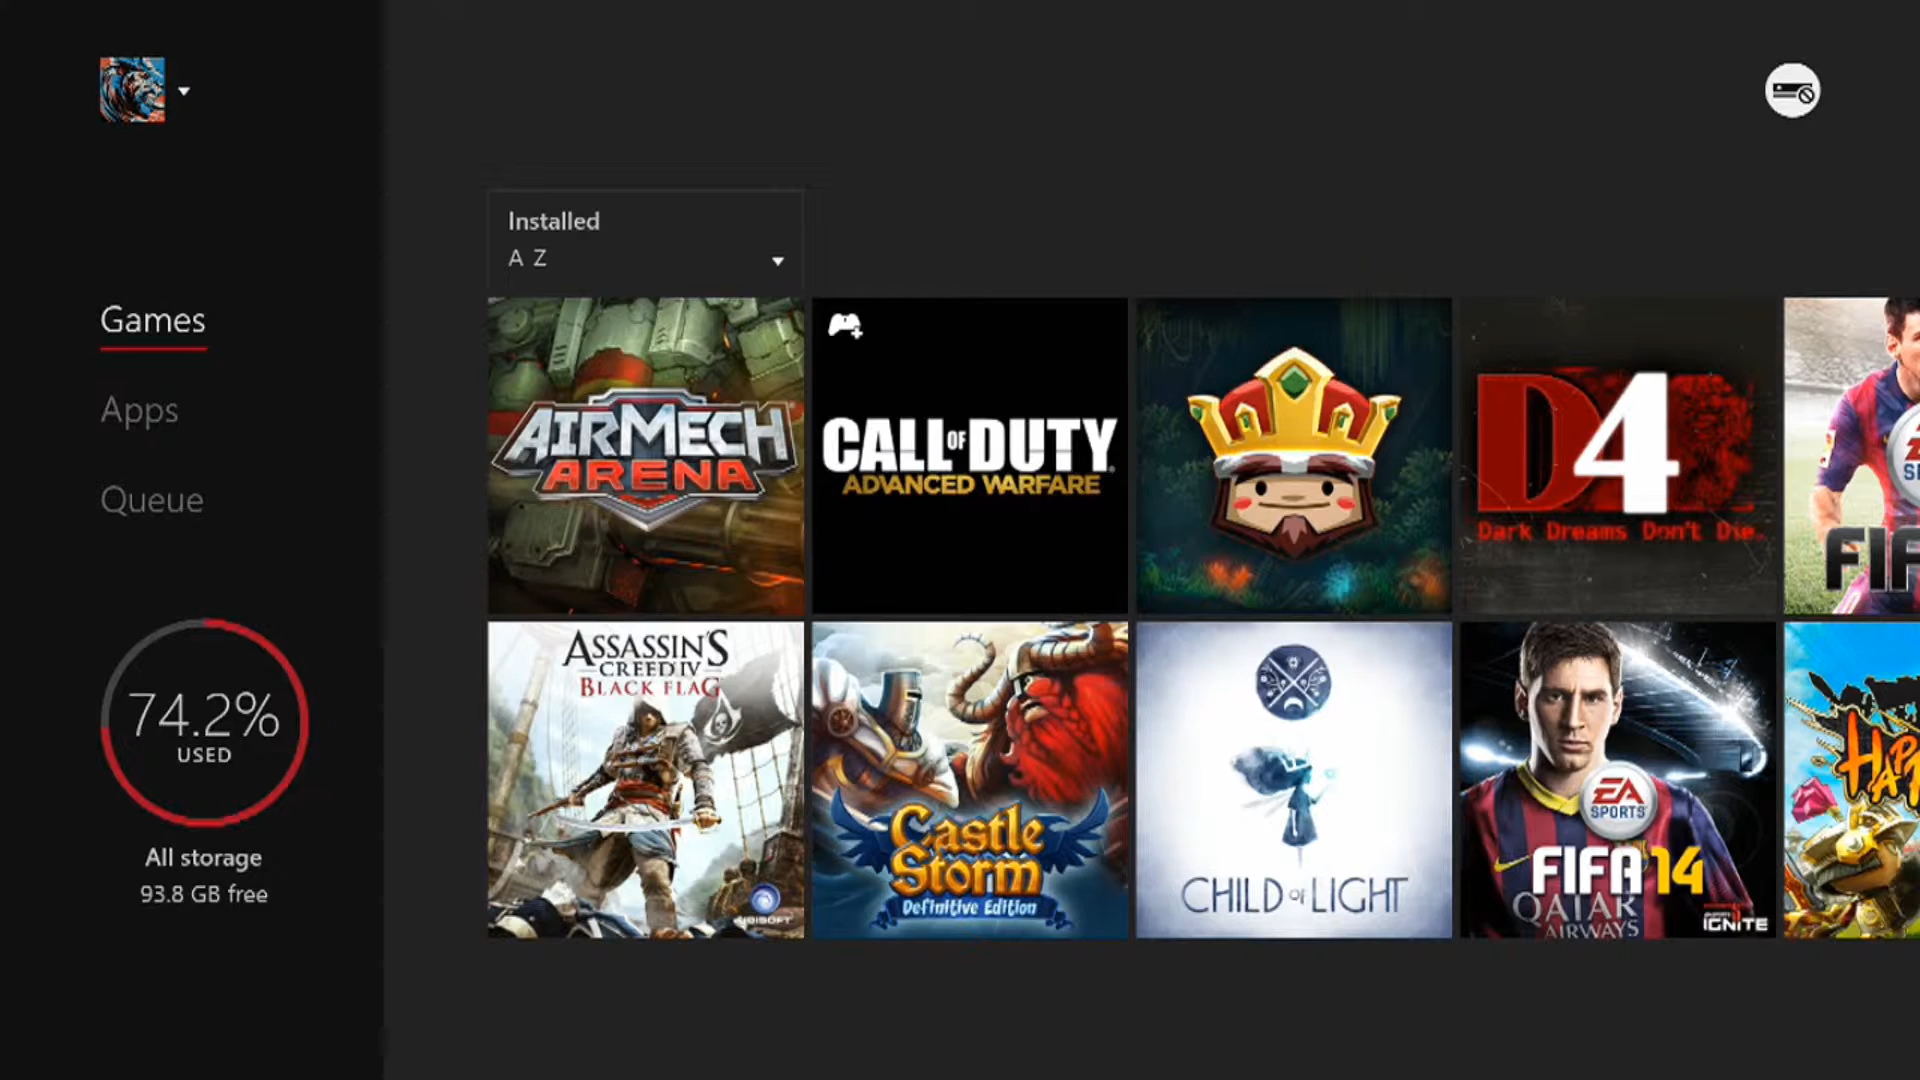 Installed
A Z
Games
Apps
Queue
74.2%
USED
All storage
93.8 GB free
AIRMECH
ARENA
CALL OF DUTY
ADVANCED WARFARE
D4
Dark Dreams Don't Die.
ASSASSIN'S
CREED IV
BLACK FLAG
UBISOFT
Castle
Storm
Definitive Edition
CHILD of LIGHT
EA
SPORTS
FIFA 14
QATAR
AIRWAYS
IGNITE